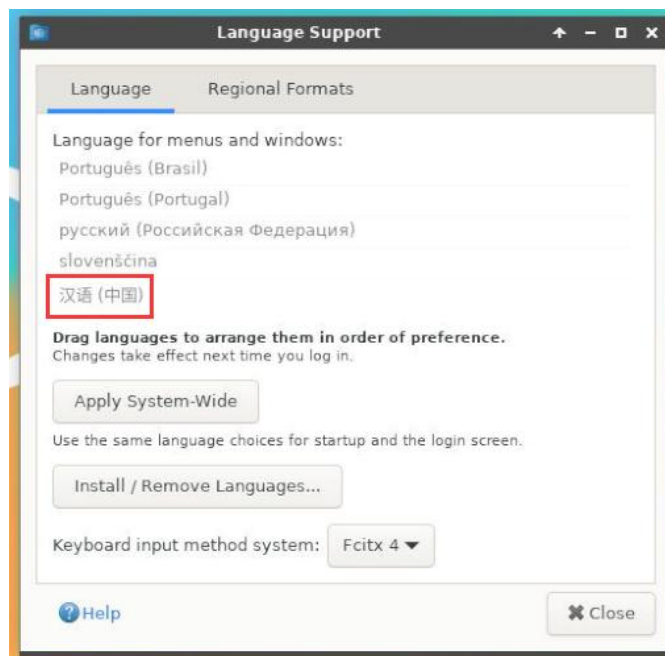 Language Support
Language Regional Formats
Language for menus and windows:
Português (Brasil)
Português (Portugal)
русский (Российская Федерация)
slovenščina
汉语 (中国)
Drag languages to arrange them in order of preference.
Changes take effect next time you log in.
Apply System-Wide
Use the same language choices for startup and the login screen.
Install / Remove Languages...
Keyboard input method system: Fcitx 4
Help Close